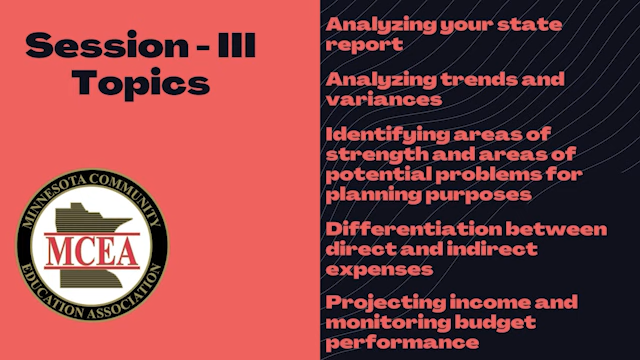 Session - III
Topics
MINNESOTA COMMUNITY
MCEA
EDUCATION ASSOCIATION
Analyzing your state
report
Analyzing trends and
variances
Identifying areas of
strength and areas of
potential problems for
planning purposes
Differentiation between
direct and indirect
expenses
Projecting income and
monitoring budget
performance